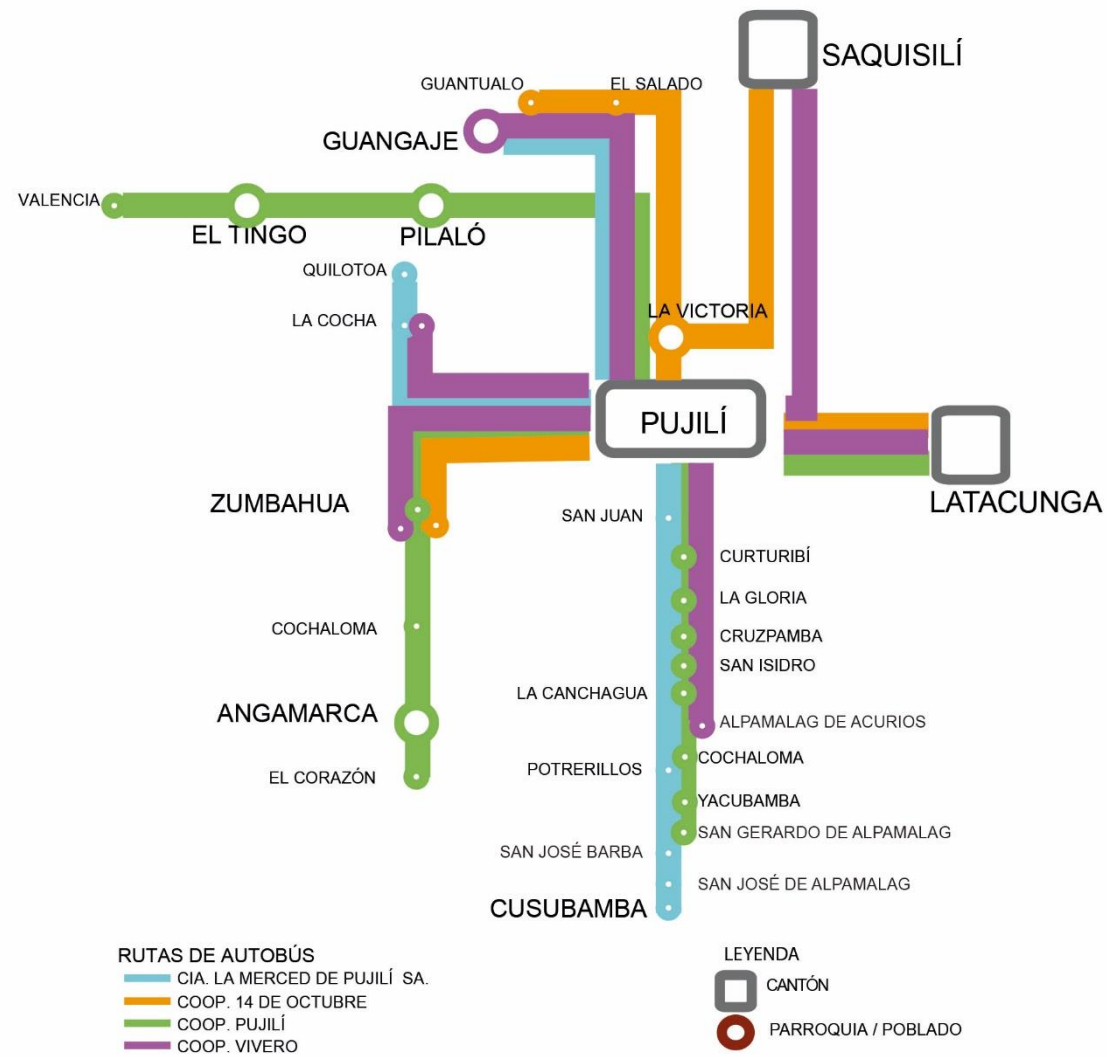 SAQUISILÍ
GUANTUALO
EL SALADO
GUANGAJE
VALENCIA
EL TINGO
PILALÓ
QUILOTOA
LA COCHA
LA VICTORIA
PUJILÍ
ZUMBAHUA
LATACUNGA
SAN JUAN
CURTURIBÍ
LA GLORIA
COCHALOMA
CRUZPAMBA
SAN ISIDRO
LA CANCHAGUA
ANGAMARCA
ALPAMALAG DE ACURIOS
COCHALOMA
EL CORAZÓN
POTRERILLOS
YACUBAMBA
SAN GERARDO DE ALPAMALAG
SAN JOSÉ BARBA
SAN JOSÉ DE ALPAMALAG
CUSUBAMBA
RUTAS DE AUTOBÚS
CIA. LA MERCED DE PUJILÍ SA.
COOP. 14 DE OCTUBRE
COOP. PUJILÍ
COOP. VIVERO
LEYENDA
CANTÓN
PARROQUIA / POBLADO